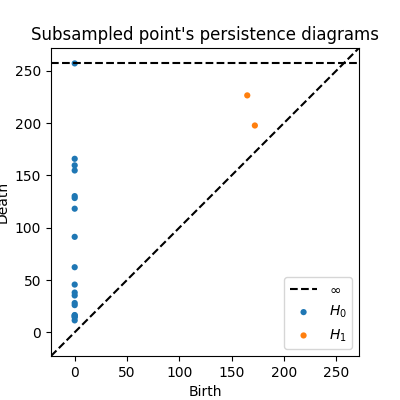 Subsampled point's persistence diagrams
250
200
150
100
50
0
Death
0 50 100 150 200 250
Birth
∞
H₀
H₁